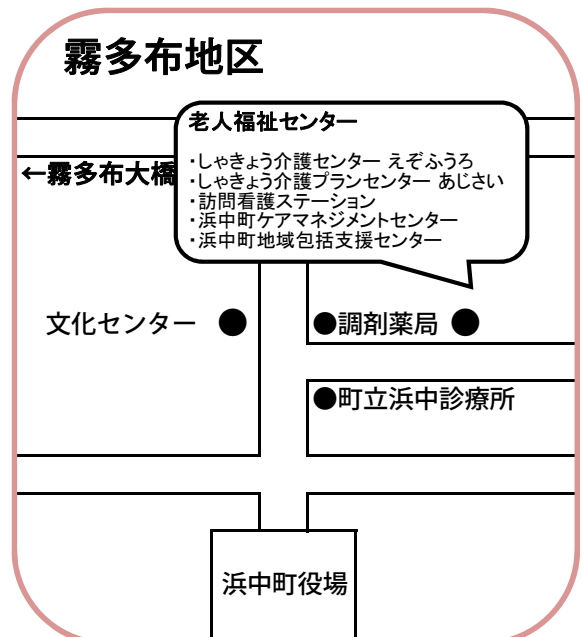 霧多布地区
老人福祉センター
・しゃきょう介護センター えぞふうろ
・しゃきょう介護プランセンター あじさい
・訪問看護ステーション
・浜中町ケアマネジメントセンター
・浜中町地域包括支援センター
←霧多布大橋
文化センター ●
●調剤薬局 ●
●町立浜中診療所
浜中町役場